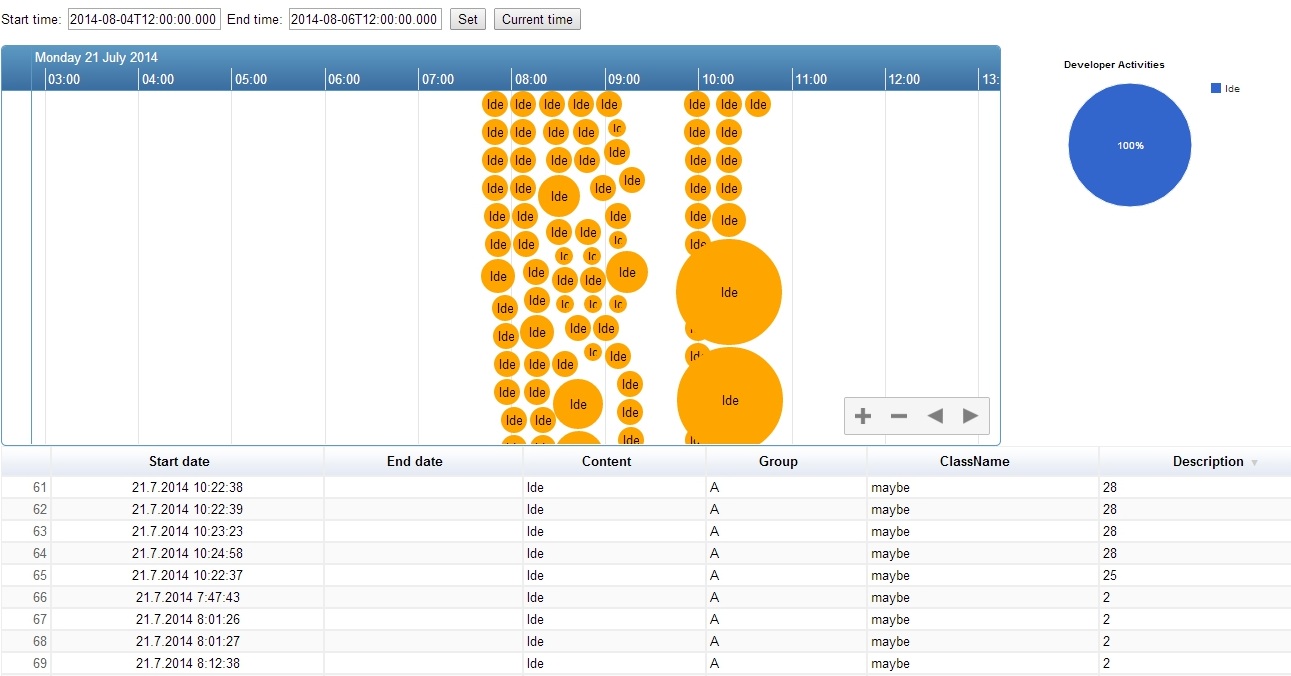 Start time: 2014-08-04T12:00:00.000 End time: 2014-08-06T12:00:00.000 Set Current time
Monday 21 July 2014
03:00 04:00 05:00 06:00 07:00 08:00 09:00 10:00 11:00 12:00 13:
Developer Activities
Ide
100%
Ide Ide Ide Ide Ide Ide Ide Ide
Ide Ide Ide Ide Ic Ide Ide
Ide Ide Ide Ide Ide Ide Ide
Ide Ide Ide Ide Ide Ide Ide
Ide Ide Ide Ide Ide
Ide Ide Ide Ide Ic Ide
Ide Ide Ic Ic Ide
Ide Ide Ide Ide
Ide Ide Ic Ic Ic
Ide Ide Ide Ide
Ide Ide Ide Ic Ide
Ide Ide Ide Ide Ide
Ide Ide Ide
Ide
Start date End date Content Group ClassName Description
61 21.7.2014 10:22:38 Ide A maybe 28
62 21.7.2014 10:22:39 Ide A maybe 28
63 21.7.2014 10:23:23 Ide A maybe 28
64 21.7.2014 10:24:58 Ide A maybe 28
65 21.7.2014 10:22:37 Ide A maybe 25
66 21.7.2014 7:47:43 Ide A maybe 2
67 21.7.2014 8:01:26 Ide A maybe 2
68 21.7.2014 8:01:27 Ide A maybe 2
69 21.7.2014 8:12:38 Ide A maybe 2